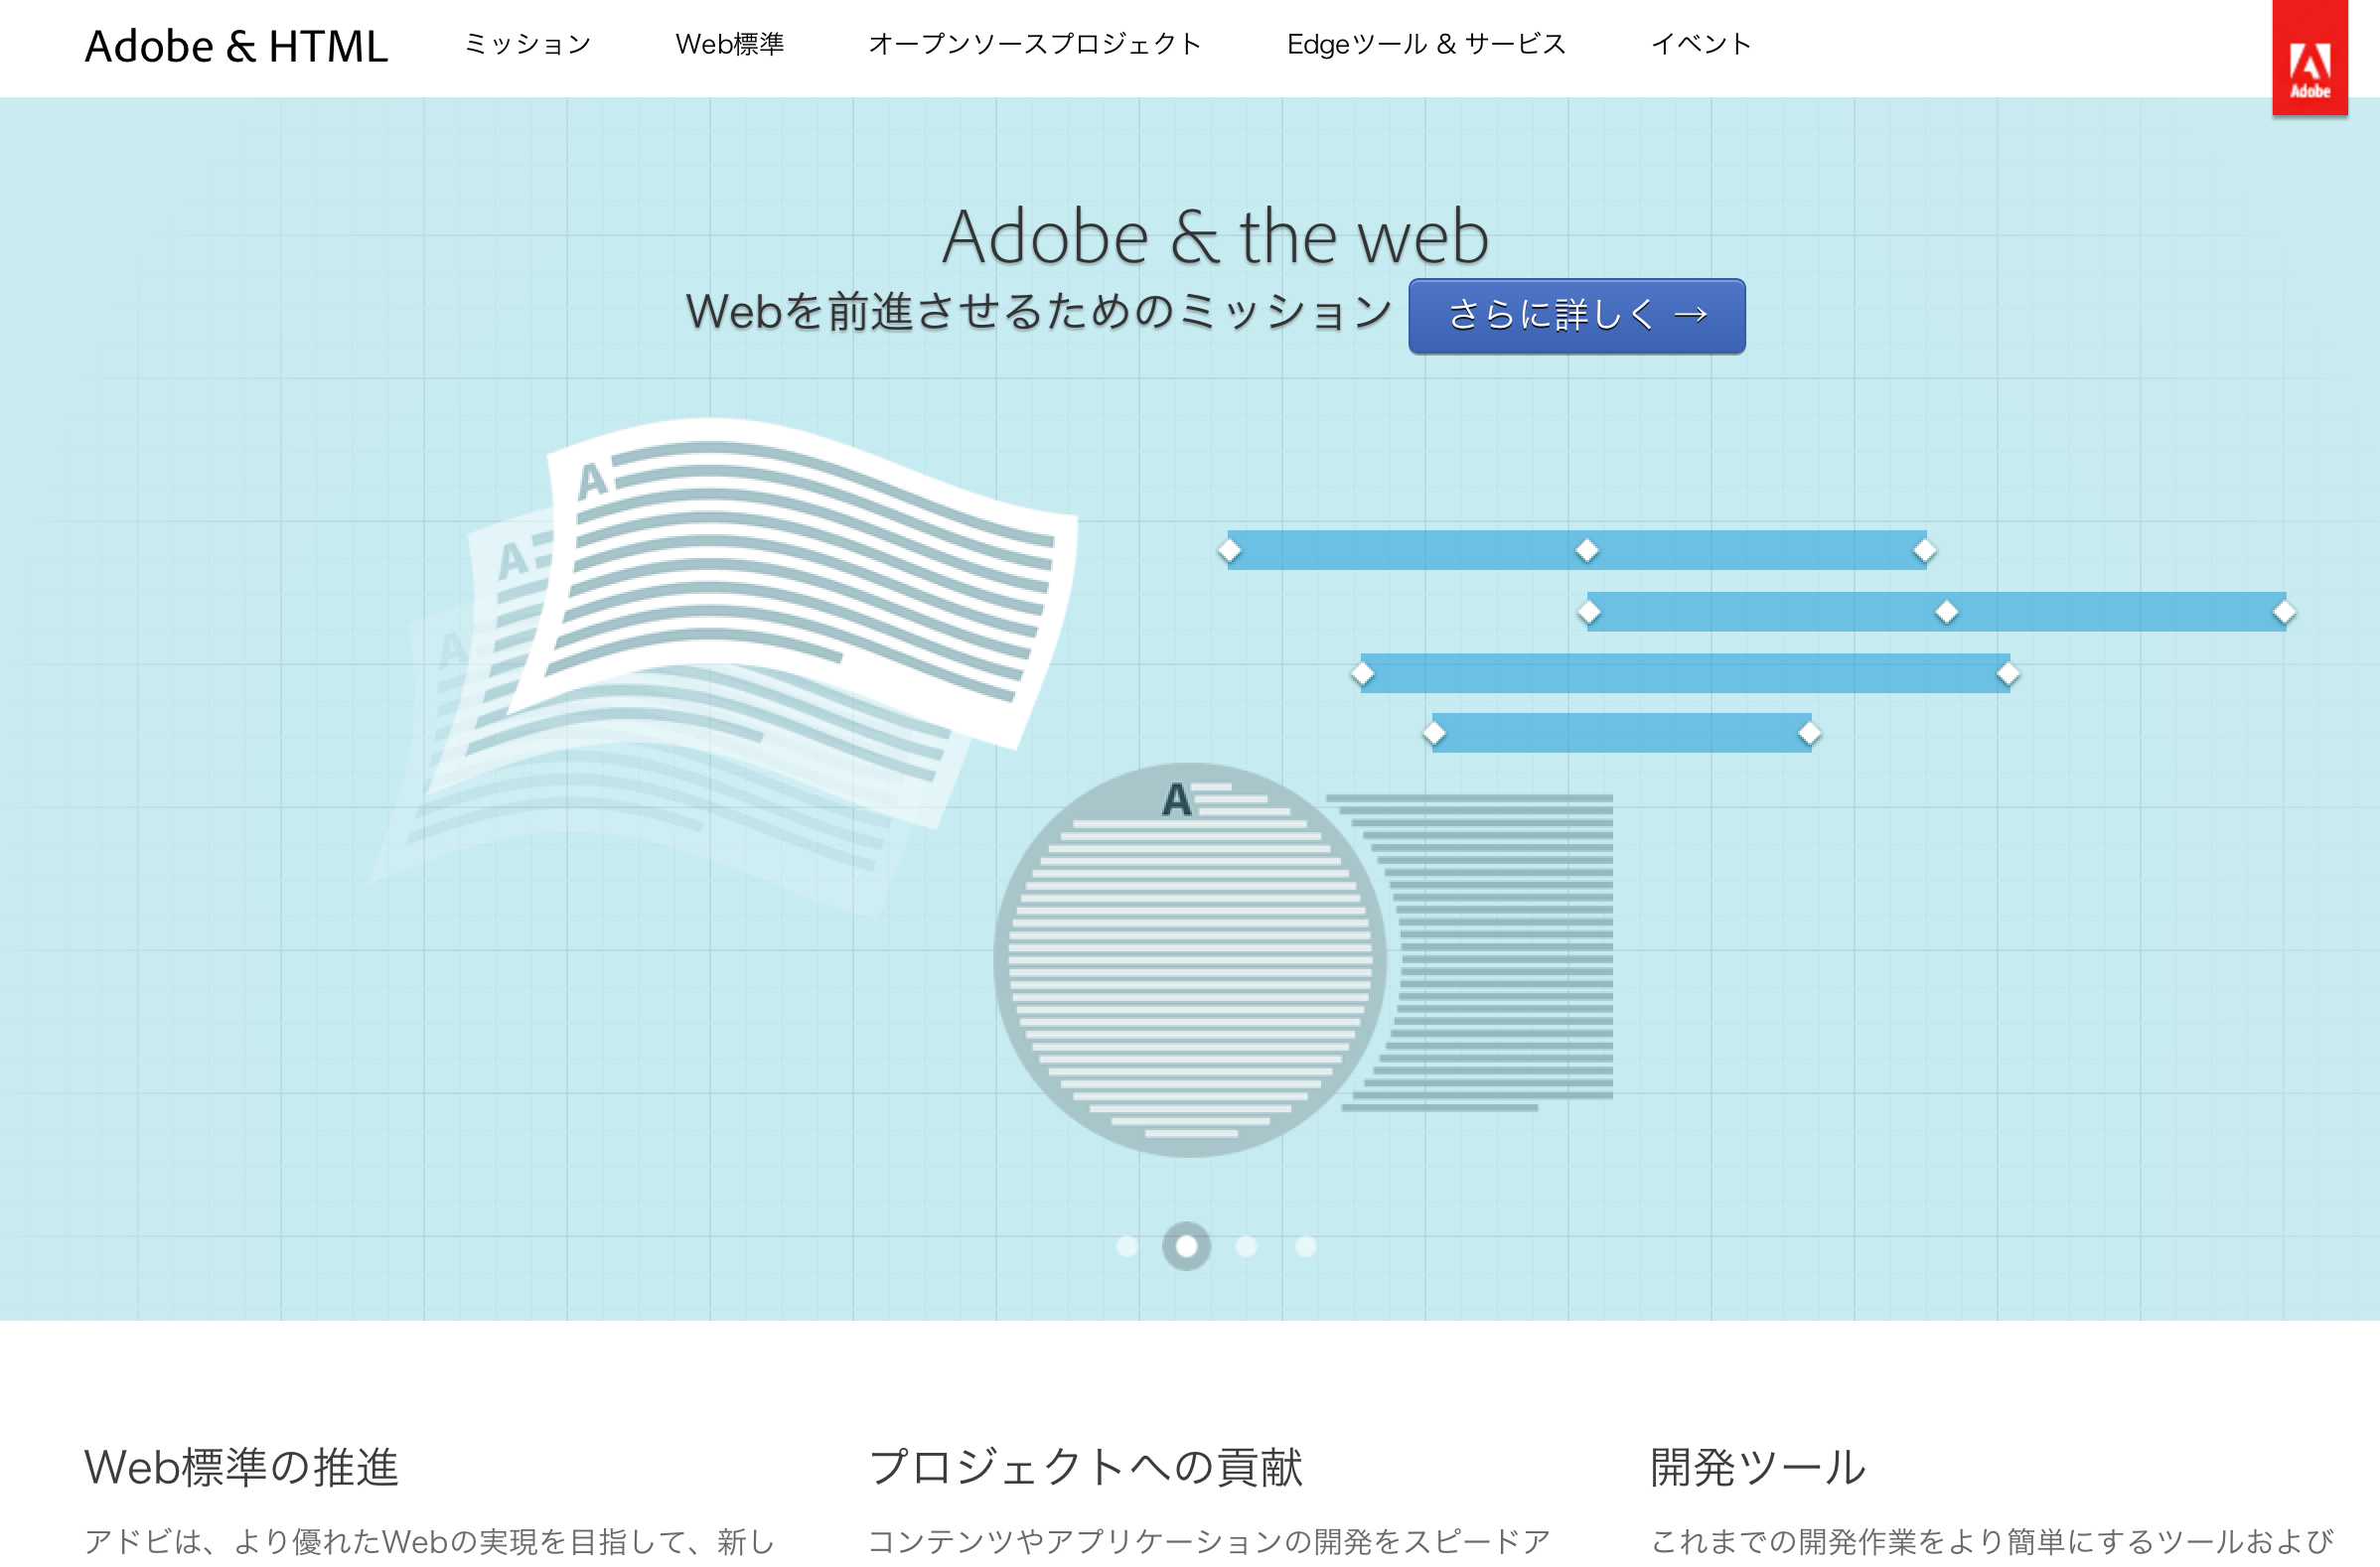 Adobe & HTML
ミッション
Web標準
オープンソースプロジェクト
Edgeツール & サービス
イベント
Adobe
Adobe & the web
Webを前進させるためのミッション
さらに詳しく →
A
A
A
A
Web標準の推進
アドビは、より優れたWebの実現を目指して、新し
プロジェクトへの貢献
コンテンツやアプリケーションの開発をスピードア
開発ツール
これまでの開発作業をより簡単にするツールおよび